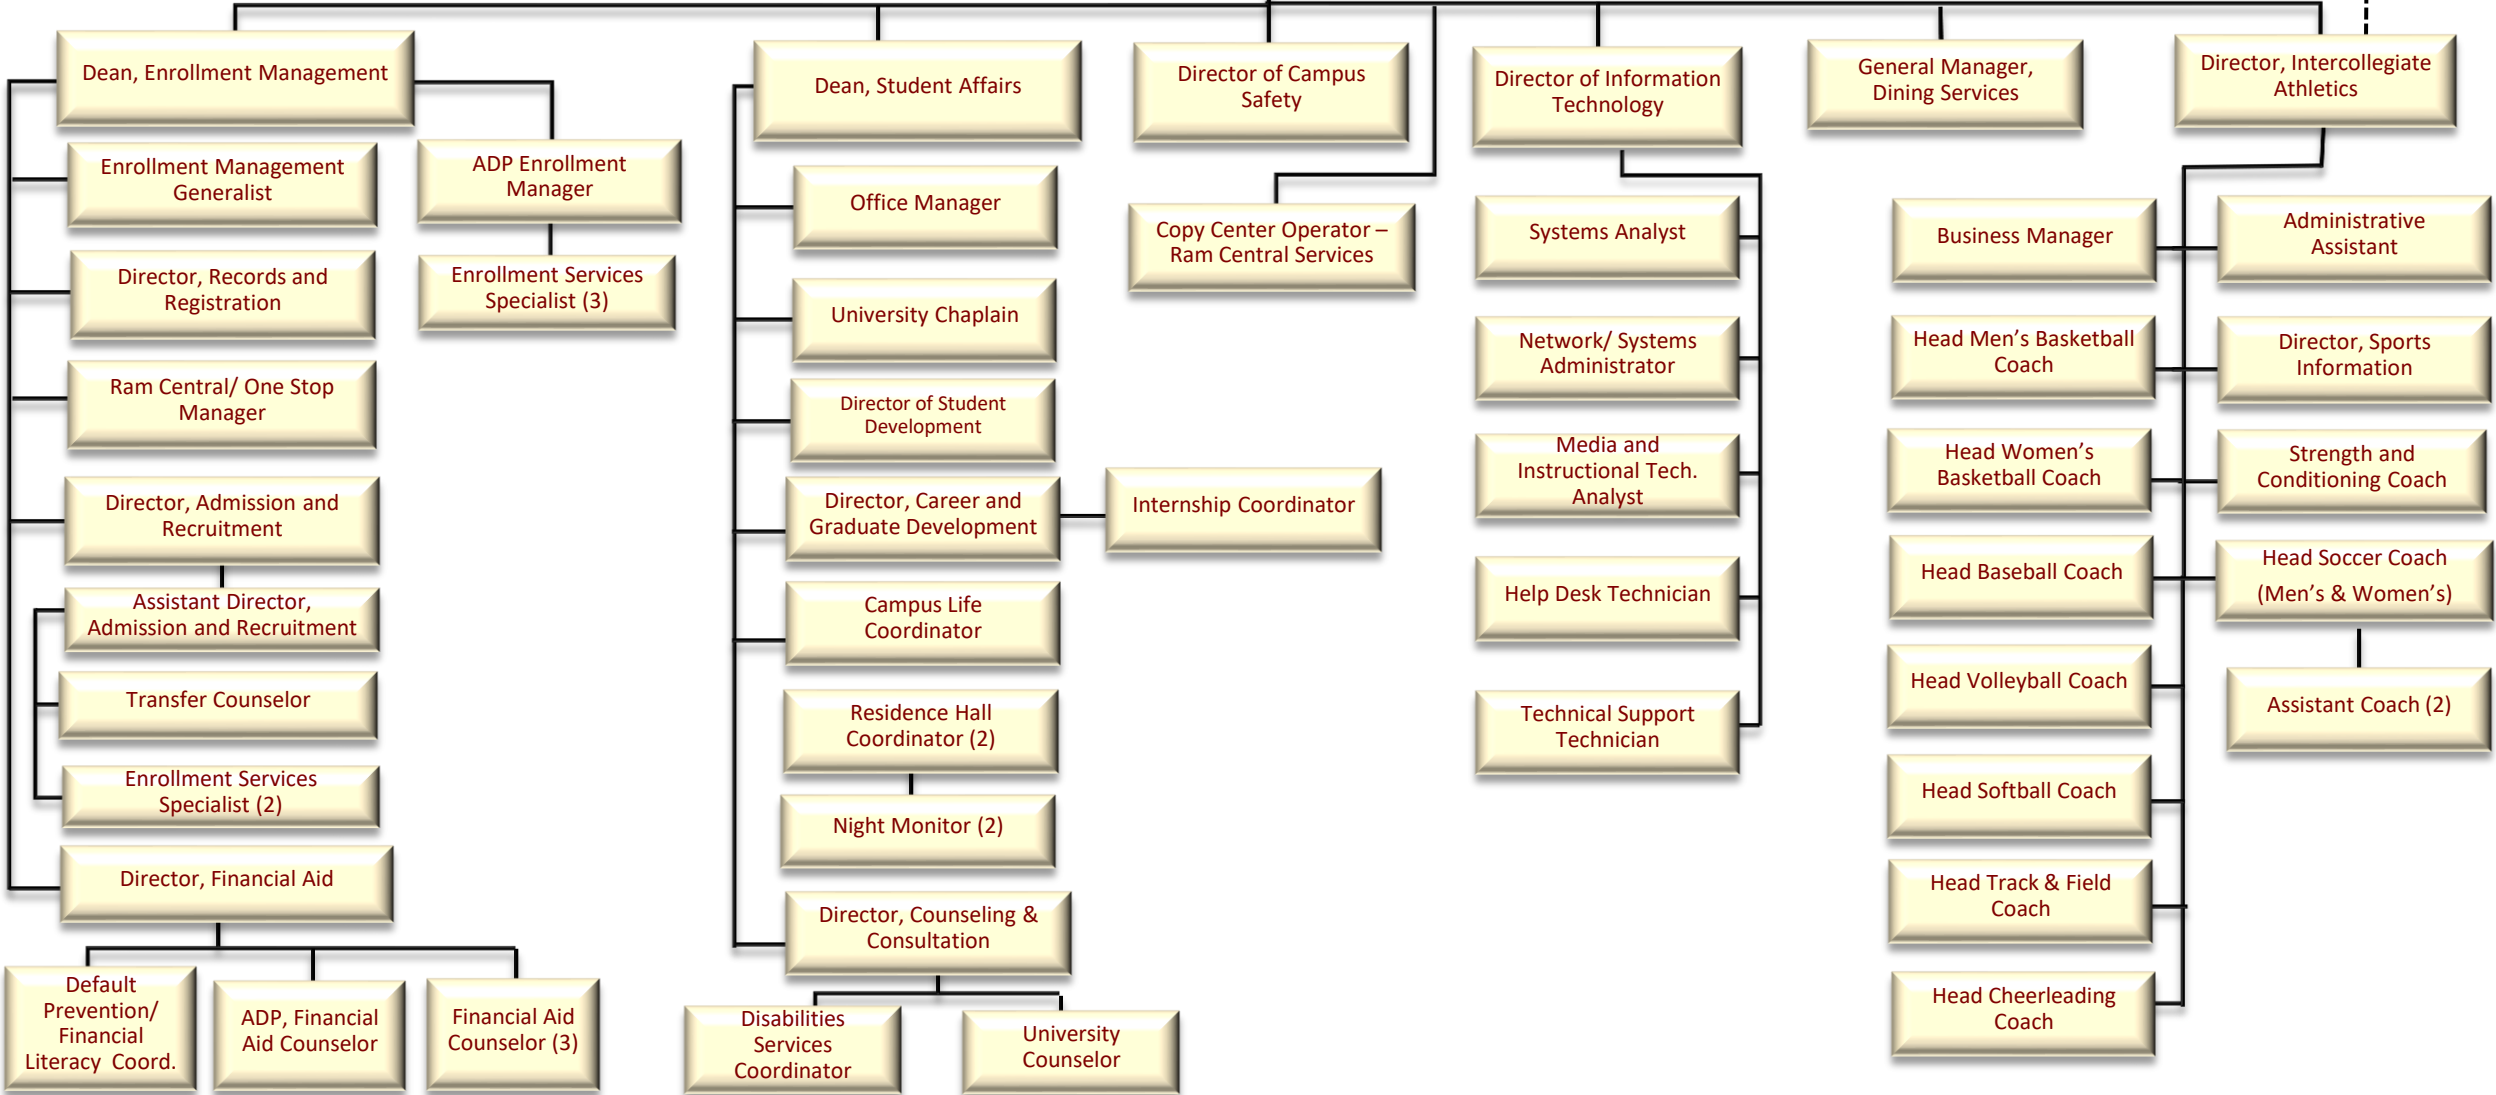 Dean, Enrollment Management
Enrollment Management
Generalist
Director, Records and
Registration
Ram Central/ One Stop
Manager
Director, Admission and
Recruitment
Assistant Director,
Admission and Recruitment
Transfer Counselor
Enrollment Services
Specialist (2)
Director, Financial Aid
Default
Prevention/
Financial
Literacy Coord.
ADP, Financial
Aid Counselor
Financial Aid
Counselor (3)
ADP Enrollment
Manager
Enrollment Services
Specialist (3)
Dean, Student Affairs
Office Manager
University Chaplain
Director of Student
Development
Director, Career and
Graduate Development
Internship Coordinator
Campus Life
Coordinator
Residence Hall
Coordinator (2)
Night Monitor (2)
Director, Counseling &
Consultation
Disabilities
Services
Coordinator
University
Counselor
Director of Campus
Safety
Copy Center Operator –
Ram Central Services
Director of Information
Technology
Systems Analyst
Network/ Systems
Administrator
Media and
Instructional Tech.
Analyst
Help Desk Technician
Technical Support
Technician
General Manager,
Dining Services
Director, Intercollegiate
Athletics
Business Manager
Head Men’s Basketball
Coach
Head Women’s
Basketball Coach
Head Baseball Coach
Head Volleyball Coach
Head Softball Coach
Head Track & Field
Coach
Head Cheerleading
Coach
Administrative
Assistant
Director, Sports
Information
Strength and
Conditioning Coach
Head Soccer Coach
(Men’s & Women’s)
Assistant Coach (2)